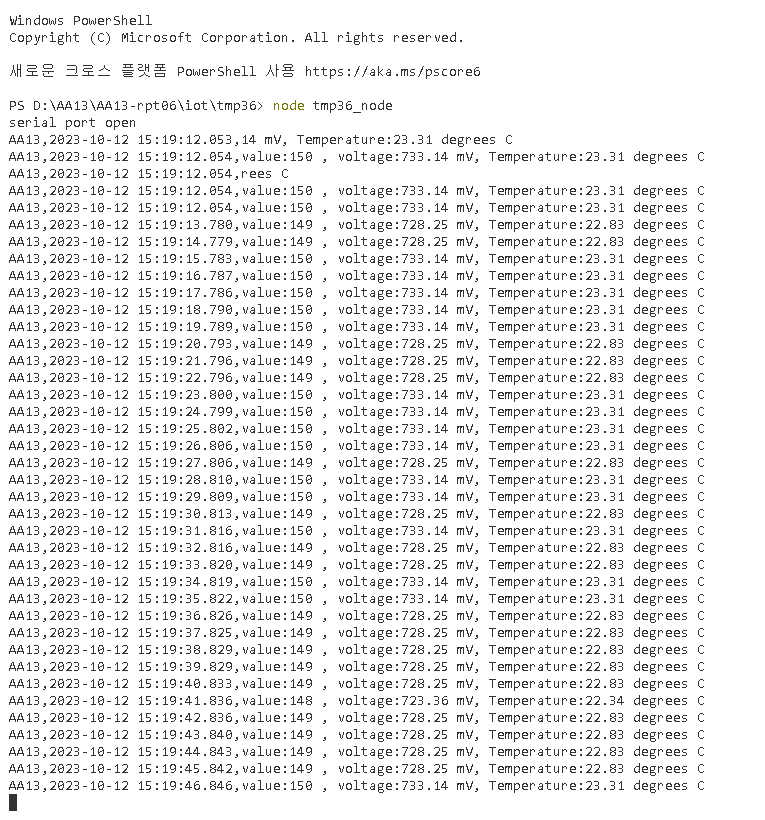 Windows PowerShell
Copyright (C) Microsoft Corporation. All rights reserved.
새로운 크로스 플랫폼 PowerShell 사용 https://aka.ms/pscore6
PS D:\AA13\AA13-rpt06\iot\tmp36> node tmp36_node
serial port open
AA13,2023-10-12 15:19:12.053,14 mV, Temperature:23.31 degrees C
AA13,2023-10-12 15:19:12.054,value:150 , voltage:733.14 mV, Temperature:23.31 degrees C
AA13,2023-10-12 15:19:12.054,rees C
AA13,2023-10-12 15:19:12.054,value:150 , voltage:733.14 mV, Temperature:23.31 degrees C
AA13,2023-10-12 15:19:12.054,value:150 , voltage:733.14 mV, Temperature:23.31 degrees C
AA13,2023-10-12 15:19:13.780,value:149 , voltage:728.25 mV, Temperature:22.83 degrees C
AA13,2023-10-12 15:19:14.779,value:149 , voltage:728.25 mV, Temperature:22.83 degrees C
AA13,2023-10-12 15:19:15.783,value:150 , voltage:733.14 mV, Temperature:23.31 degrees C
AA13,2023-10-12 15:19:16.787,value:150 , voltage:733.14 mV, Temperature:23.31 degrees C
AA13,2023-10-12 15:19:17.786,value:150 , voltage:733.14 mV, Temperature:23.31 degrees C
AA13,2023-10-12 15:19:18.790,value:150 , voltage:733.14 mV, Temperature:23.31 degrees C
AA13,2023-10-12 15:19:19.789,value:150 , voltage:733.14 mV, Temperature:23.31 degrees C
AA13,2023-10-12 15:19:20.793,value:149 , voltage:728.25 mV, Temperature:22.83 degrees C
AA13,2023-10-12 15:19:21.796,value:149 , voltage:728.25 mV, Temperature:22.83 degrees C
AA13,2023-10-12 15:19:22.796,value:149 , voltage:728.25 mV, Temperature:22.83 degrees C
AA13,2023-10-12 15:19:23.800,value:150 , voltage:733.14 mV, Temperature:23.31 degrees C
AA13,2023-10-12 15:19:24.799,value:150 , voltage:733.14 mV, Temperature:23.31 degrees C
AA13,2023-10-12 15:19:25.802,value:150 , voltage:733.14 mV, Temperature:23.31 degrees C
AA13,2023-10-12 15:19:26.806,value:150 , voltage:733.14 mV, Temperature:23.31 degrees C
AA13,2023-10-12 15:19:27.806,value:149 , voltage:728.25 mV, Temperature:22.83 degrees C
AA13,2023-10-12 15:19:28.810,value:150 , voltage:733.14 mV, Temperature:23.31 degrees C
AA13,2023-10-12 15:19:29.809,value:150 , voltage:733.14 mV, Temperature:23.31 degrees C
AA13,2023-10-12 15:19:30.813,value:149 , voltage:728.25 mV, Temperature:22.83 degrees C
AA13,2023-10-12 15:19:31.816,value:150 , voltage:733.14 mV, Temperature:23.31 degrees C
AA13,2023-10-12 15:19:32.816,value:149 , voltage:728.25 mV, Temperature:22.83 degrees C
AA13,2023-10-12 15:19:33.820,value:149 , voltage:728.25 mV, Temperature:22.83 degrees C
AA13,2023-10-12 15:19:34.819,value:150 , voltage:733.14 mV, Temperature:23.31 degrees C
AA13,2023-10-12 15:19:35.822,value:150 , voltage:733.14 mV, Temperature:23.31 degrees C
AA13,2023-10-12 15:19:36.826,value:149 , voltage:728.25 mV, Temperature:22.83 degrees C
AA13,2023-10-12 15:19:37.825,value:149 , voltage:728.25 mV, Temperature:22.83 degrees C
AA13,2023-10-12 15:19:38.829,value:149 , voltage:728.25 mV, Temperature:22.83 degrees C
AA13,2023-10-12 15:19:39.829,value:149 , voltage:728.25 mV, Temperature:22.83 degrees C
AA13,2023-10-12 15:19:40.833,value:149 , voltage:728.25 mV, Temperature:22.83 degrees C
AA13,2023-10-12 15:19:41.836,value:148 , voltage:723.36 mV, Temperature:22.34 degrees C
AA13,2023-10-12 15:19:42.836,value:149 , voltage:728.25 mV, Temperature:22.83 degrees C
AA13,2023-10-12 15:19:43.840,value:149 , voltage:728.25 mV, Temperature:22.83 degrees C
AA13,2023-10-12 15:19:44.843,value:149 , voltage:728.25 mV, Temperature:22.83 degrees C
AA13,2023-10-12 15:19:45.842,value:149 , voltage:728.25 mV, Temperature:22.83 degrees C
AA13,2023-10-12 15:19:46.846,value:150 , voltage:733.14 mV, Temperature:23.31 degrees C